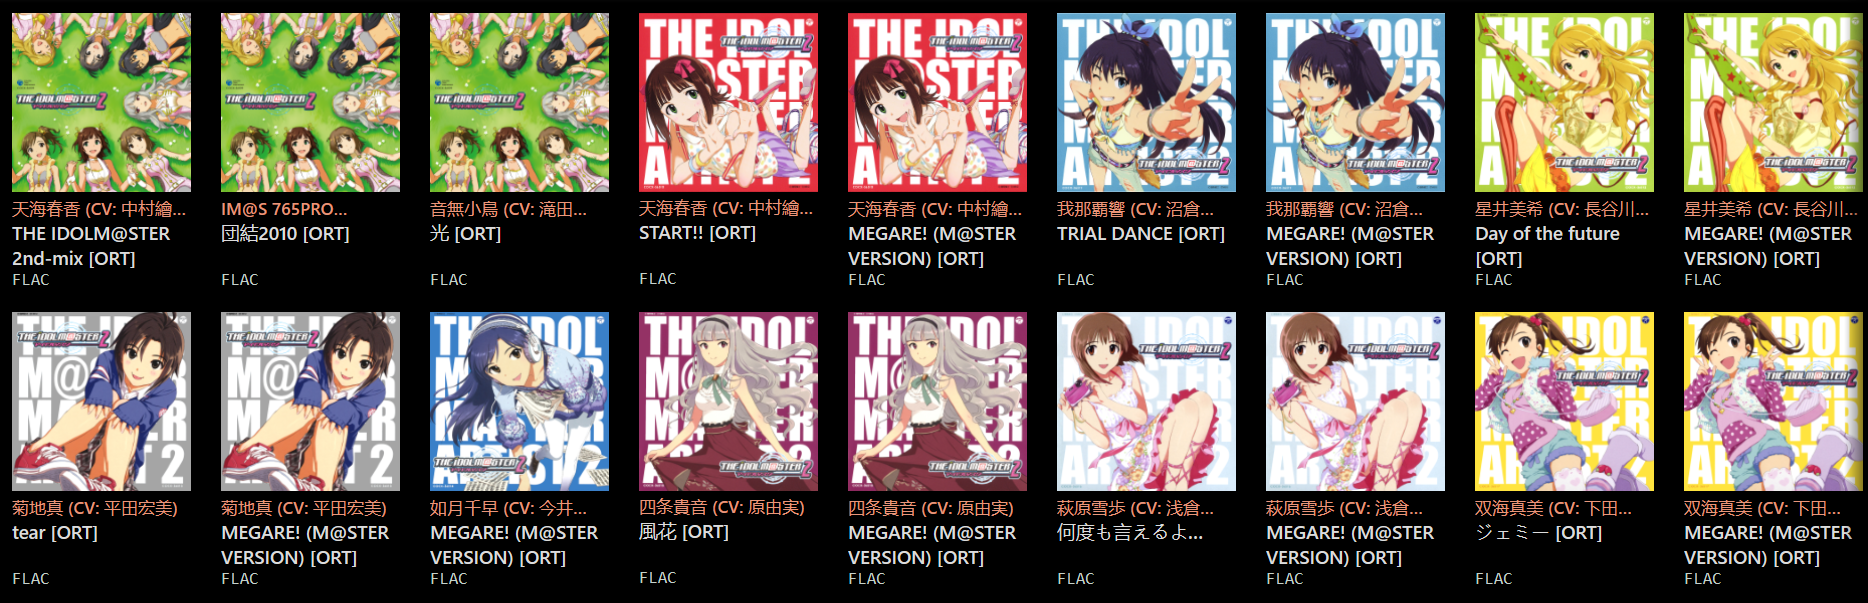 天海春香 (CV: 中村繪...
THE IDOLM@STER
2nd-mix [ORT]
FLAC
IM@S 765PRO...
団結2010 [ORT]
FLAC
音無小鳥 (CV: 滝田...
光 [ORT]
FLAC
天海春香 (CV: 中村繪...
START!! [ORT]
FLAC
天海春香 (CV: 中村繪...
MEGARE! (M@STER
VERSION) [ORT]
FLAC
我那覇響 (CV: 沼倉...
TRIAL DANCE [ORT]
FLAC
我那覇響 (CV: 沼倉...
MEGARE! (M@STER
VERSION) [ORT]
FLAC
星井美希 (CV: 長谷川...
Day of the future
[ORT]
FLAC
星井美希 (CV: 長谷川...
MEGARE! (M@STER
VERSION) [ORT]
FLAC
菊地真 (CV: 平田宏美)
tear [ORT]
FLAC
菊地真 (CV: 平田宏美)
MEGARE! (M@STER
VERSION) [ORT]
FLAC
如月千早 (CV: 今井...
MEGARE! (M@STER
VERSION) [ORT]
FLAC
四条貴音 (CV: 原由実)
風花 [ORT]
FLAC
四条貴音 (CV: 原由実)
MEGARE! (M@STER
VERSION) [ORT]
FLAC
萩原雪歩 (CV: 浅倉...
何度も言えるよ...
FLAC
萩原雪歩 (CV: 浅倉...
MEGARE! (M@STER
VERSION) [ORT]
FLAC
双海真美 (CV: 下田...
ジェミー [ORT]
FLAC
双海真美 (CV: 下田...
MEGARE! (M@STER
VERSION) [ORT]
FLAC